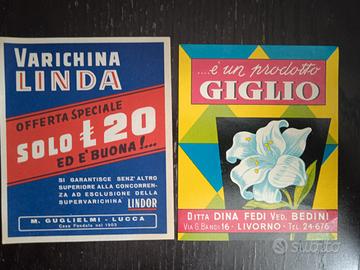 VARICHINA
LINDA
OFFERTA SPECIALE
SOLO £ 20
ED È BUONA!...
SI GARANTISCE SENZ'ALTRO
SUPERIORE ALLA CONCORREN-
ZA AD ESCLUSIONE DELLA
SUPERVARICHINA LINDOR
M. GUGLIELMI - LUCCA
Casa Fondata nel 1903
....è un prodotto
GIGLIO
DITTA DINA FEDI VED. BEDINI
VIA G. BANDI 16 - LIVORNO - TEL. 24-676
subito